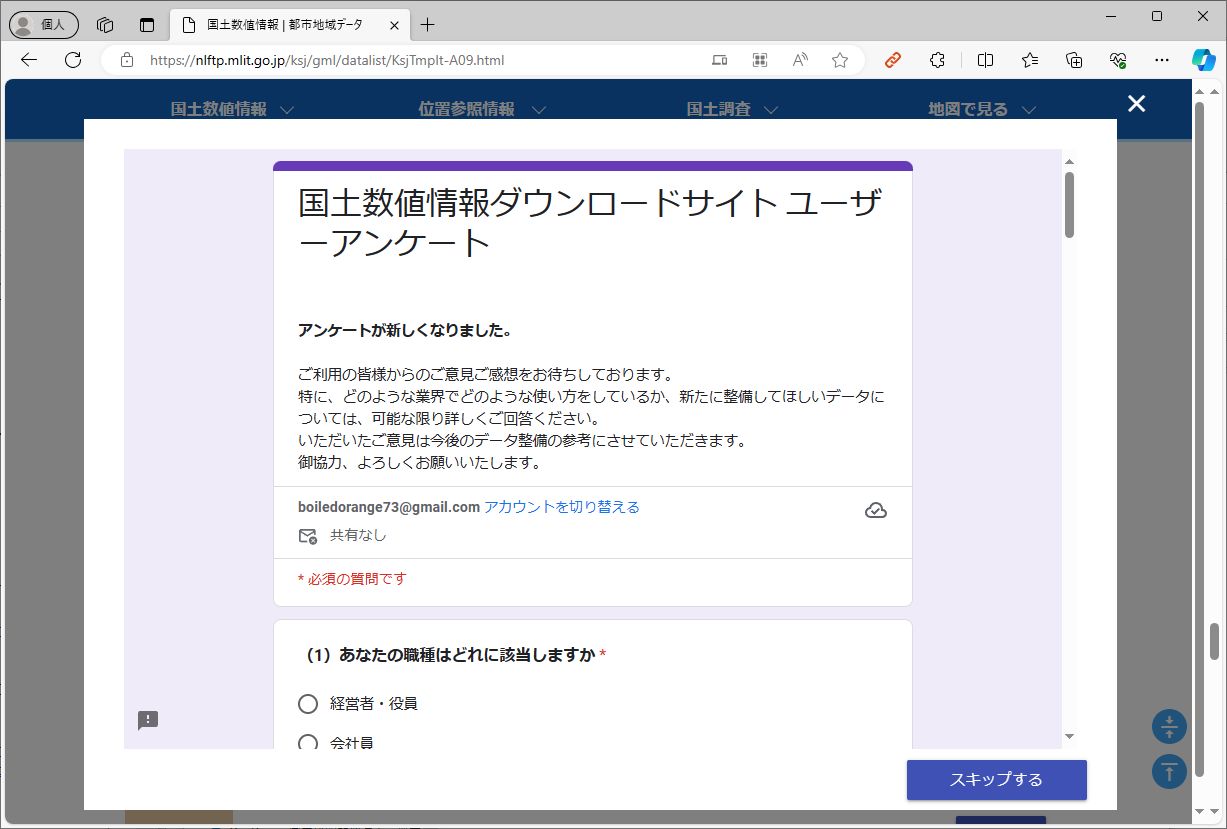 個人
国土数値情報 | 都市地域データ
https://nlftp.mlit.go.jp/ksj/gml/datalist/KsjTmplt-A09.html
国土数値情報
位置参照情報
国土調査
地図で見る
国土数値情報ダウンロードサイト ユーザ
ーアンケート
アンケートが新しくなりました。
ご利用の皆様からのご意見ご感想をお待ちしております。
特に、どのような業界でどのような使い方をしているか、新たに整備してほしいデータに
ついては、可能な限り詳しくご回答ください。
いただいたご意見は今後のデータ整備の参考にさせていただきます。
御協力、よろしくお願いいたします。
boiledorange73@gmail.com アカウントを切り替える
共有なし
* 必須の質問です
（1）あなたの職種はどれに該当しますか *
経営者・役員
会社員
スキップする